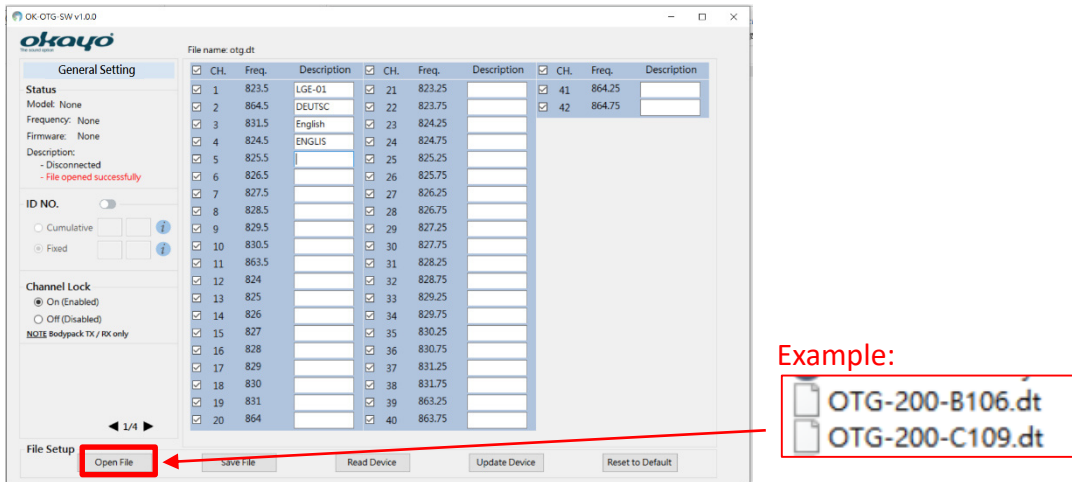 OK-OTG-SW v1.0.0
okayo
File name: otg.dt
General Setting
Status
Model: None
Frequency: None
Firmware: None
Description:
- Disconnected
- File opened successfully
ID NO.
Cumulative
Fixed
Channel Lock
On (Enabled)
Off (Disabled)
NOTE Bodypack TX / RX only
◀ 1/4 ▶
File Setup
CH. Freq. Description CH. Freq. Description CH. Freq. Description
1 823.5 LGE-01 21 823.25 41 864.25
2 864.5 DEUTSC 22 823.75 42 864.75
3 831.5 English 23 824.25
4 824.5 ENGLIS 24 824.75
5 825.5 25 825.25
6 826.5 26 825.75
7 827.5 27 826.25
8 828.5 28 826.75
9 829.5 29 827.25
10 830.5 30 827.75
11 863.5 31 828.25
12 824 32 828.75
13 825 33 829.25
14 826 34 829.75
15 827 35 830.25
16 828 36 830.75
17 829 37 831.25
18 830 38 831.75
19 831 39 863.25
20 864 40 863.75
Open File Save File Read Device Update Device Reset to Default
Example:
OTG-200-B106.dt
OTG-200-C109.dt